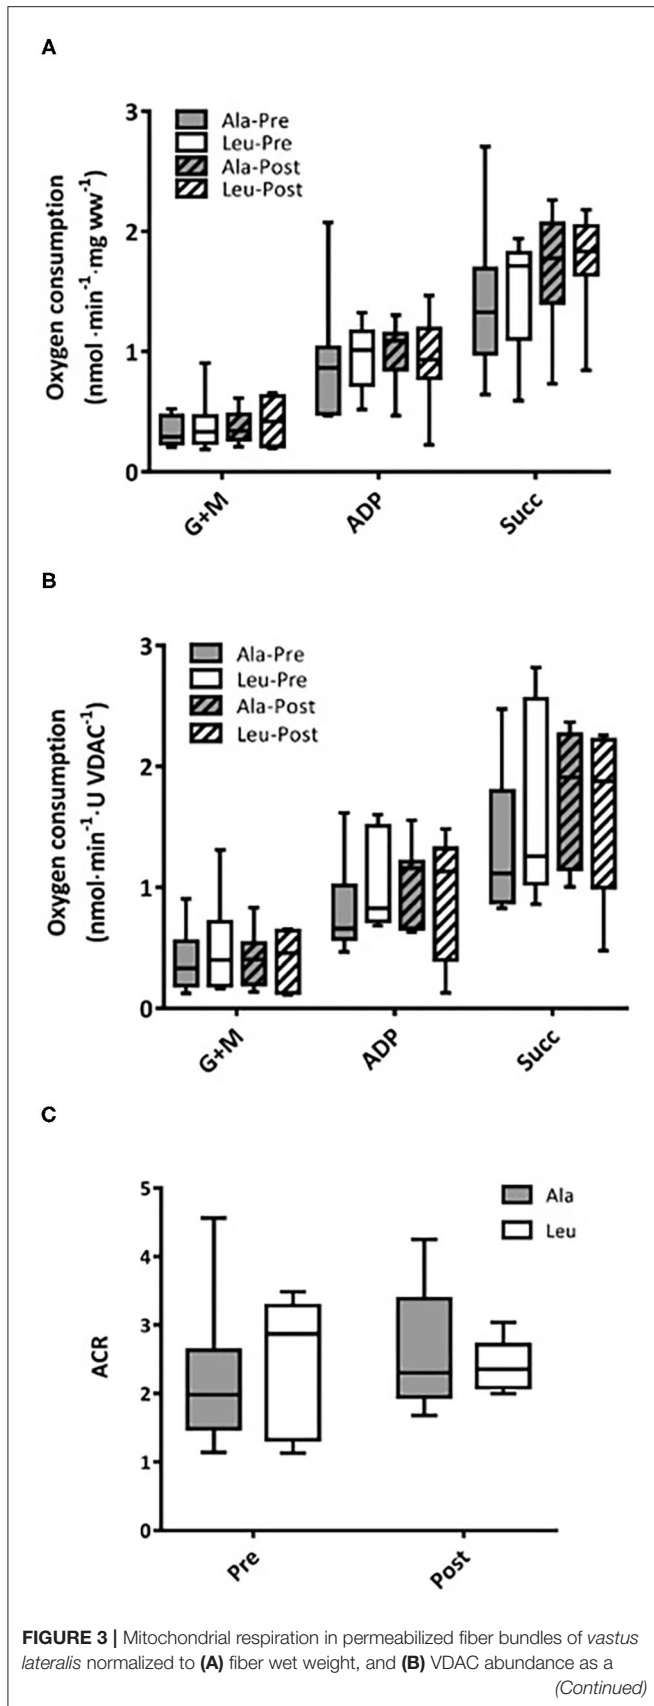 A
3
2
1
0
Oxygen consumption
(nmol·min⁻¹·mg ww⁻¹)
Ala-Pre
Leu-Pre
Ala-Post
Leu-Post
G+M
ADP
Succ
B
3
2
1
0
Oxygen consumption
(nmol·min⁻¹·U VDAC⁻¹)
Ala-Pre
Leu-Pre
Ala-Post
Leu-Post
G+M
ADP
Succ
C
5
4
3
2
1
0
ACR
Ala
Leu
Pre
Post
FIGURE 3 | Mitochondrial respiration in permeabilized fiber bundles of vastus
lateralis normalized to (A) fiber wet weight, and (B) VDAC abundance as a
(Continued)